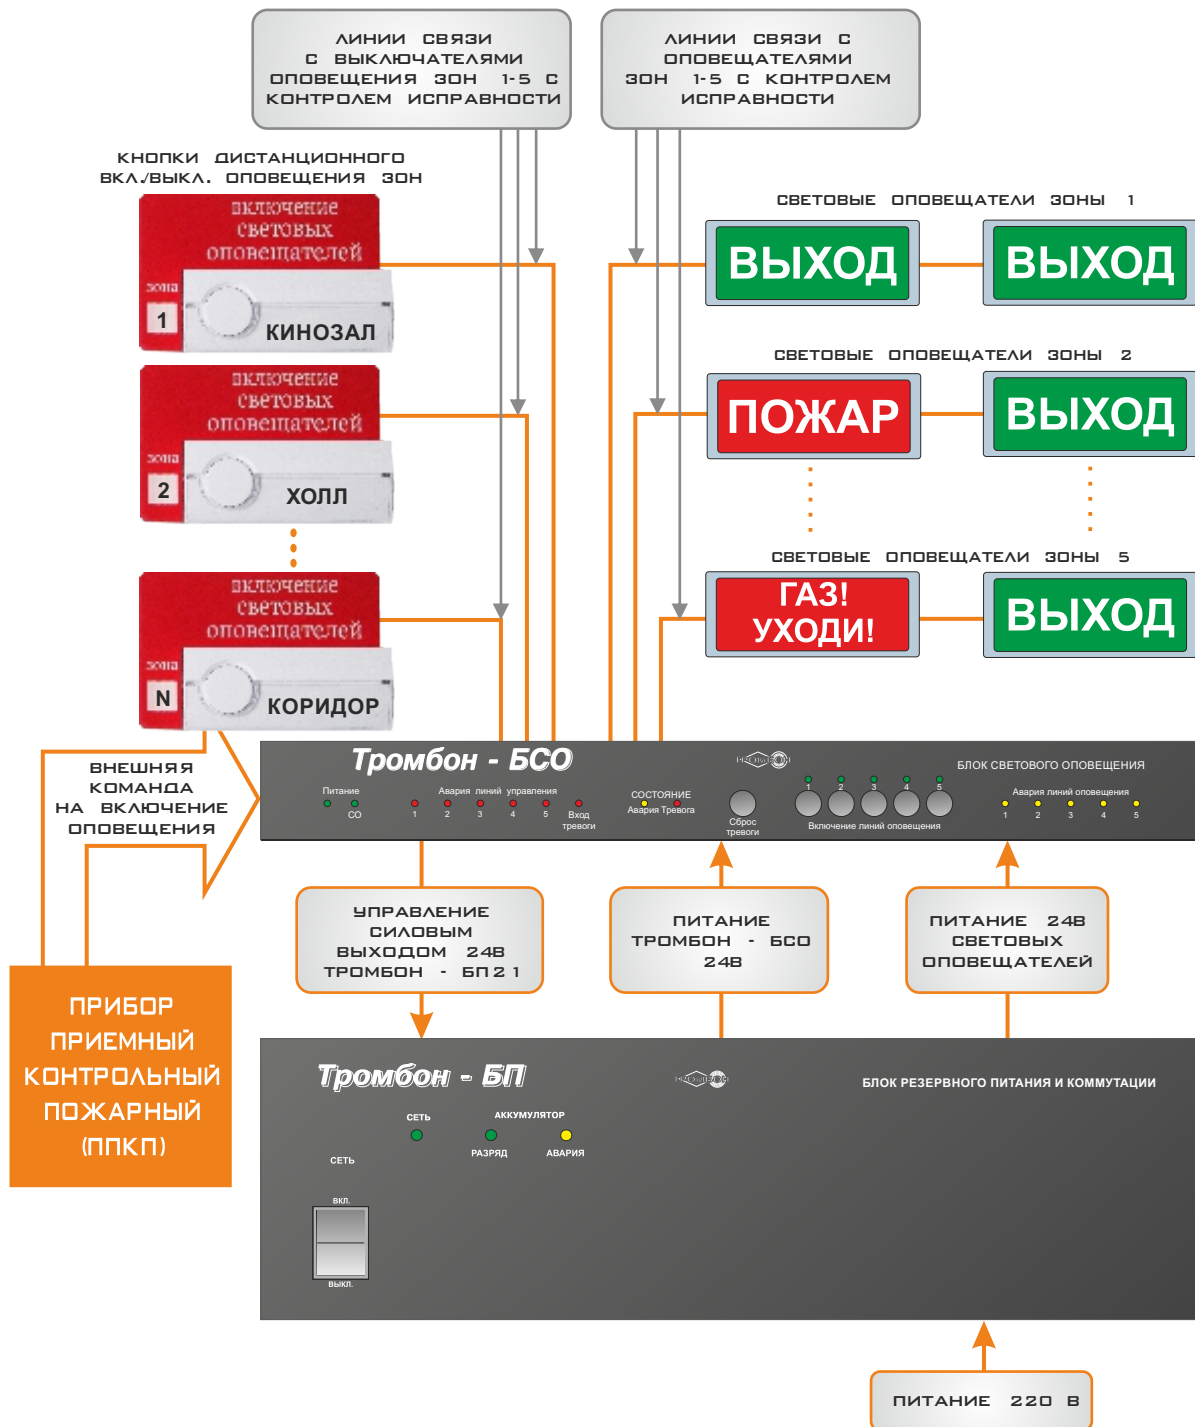 ЛИНИИ СВЯЗИ
С ВЫКЛЮЧАТЕЛЯМИ
ОПОВЕЩЕНИЯ ЗОН 1-5 С
КОНТРОЛЕМ ИСПРАВНОСТИ
ЛИНИИ СВЯЗИ С
ОПОВЕЩАТЕЛЯМИ
ЗОН 1-5 С КОНТРОЛЕМ
ИСПРАВНОСТИ
КНОПКИ ДИСТАНЦИОННОГО
ВКЛ./ВЫКЛ. ОПОВЕЩЕНИЯ ЗОН
включение
световых
оповещателей
зона
1
КИНОЗАЛ
включение
световых
оповещателей
зона
2
ХОЛЛ
включение
световых
оповещателей
зона
N
КОРИДОР
СВЕТОВЫЕ ОПОВЕЩАТЕЛИ ЗОНЫ 1
ВЫХОД ВЫХОД
СВЕТОВЫЕ ОПОВЕЩАТЕЛИ ЗОНЫ 2
ПОЖАР ВЫХОД
СВЕТОВЫЕ ОПОВЕЩАТЕЛИ ЗОНЫ 5
ГАЗ!
УХОДИ!
ВЫХОД
ВНЕШНЯЯ
КОМАНДА
НА ВКЛЮЧЕНИЕ
ОПОВЕЩЕНИЯ
Тромбон - БСО
ТРОМБОН
БЛОК СВЕТОВОГО ОПОВЕЩЕНИЯ
Питание
СО
Авария линий управления
1 2 3 4 5
Вход
тревоги
СОСТОЯНИЕ
Авария Тревога
Сброс
тревоги
1 2 3 4 5
Включение линий оповещения
Авария линий оповещения
1 2 3 4 5
УПРАВЛЕНИЕ
СИЛОВЫМ
ВЫХОДОМ 24В
ТРОМБОН - БП21
ПИТАНИЕ
ТРОМБОН - БСО
24В
ПИТАНИЕ 24В
СВЕТОВЫХ
ОПОВЕЩАТЕЛЕЙ
ПРИБОР
ПРИЕМНЫЙ
КОНТРОЛЬНЫЙ
ПОЖАРНЫЙ
(ППКП)
Тромбон - БП
ТРОМБОН
БЛОК РЕЗЕРВНОГО ПИТАНИЯ И КОММУТАЦИИ
СЕТЬ
АККУМУЛЯТОР
РАЗРЯД
АВАРИЯ
СЕТЬ
ВКЛ.
ВЫКЛ.
ПИТАНИЕ 220 В